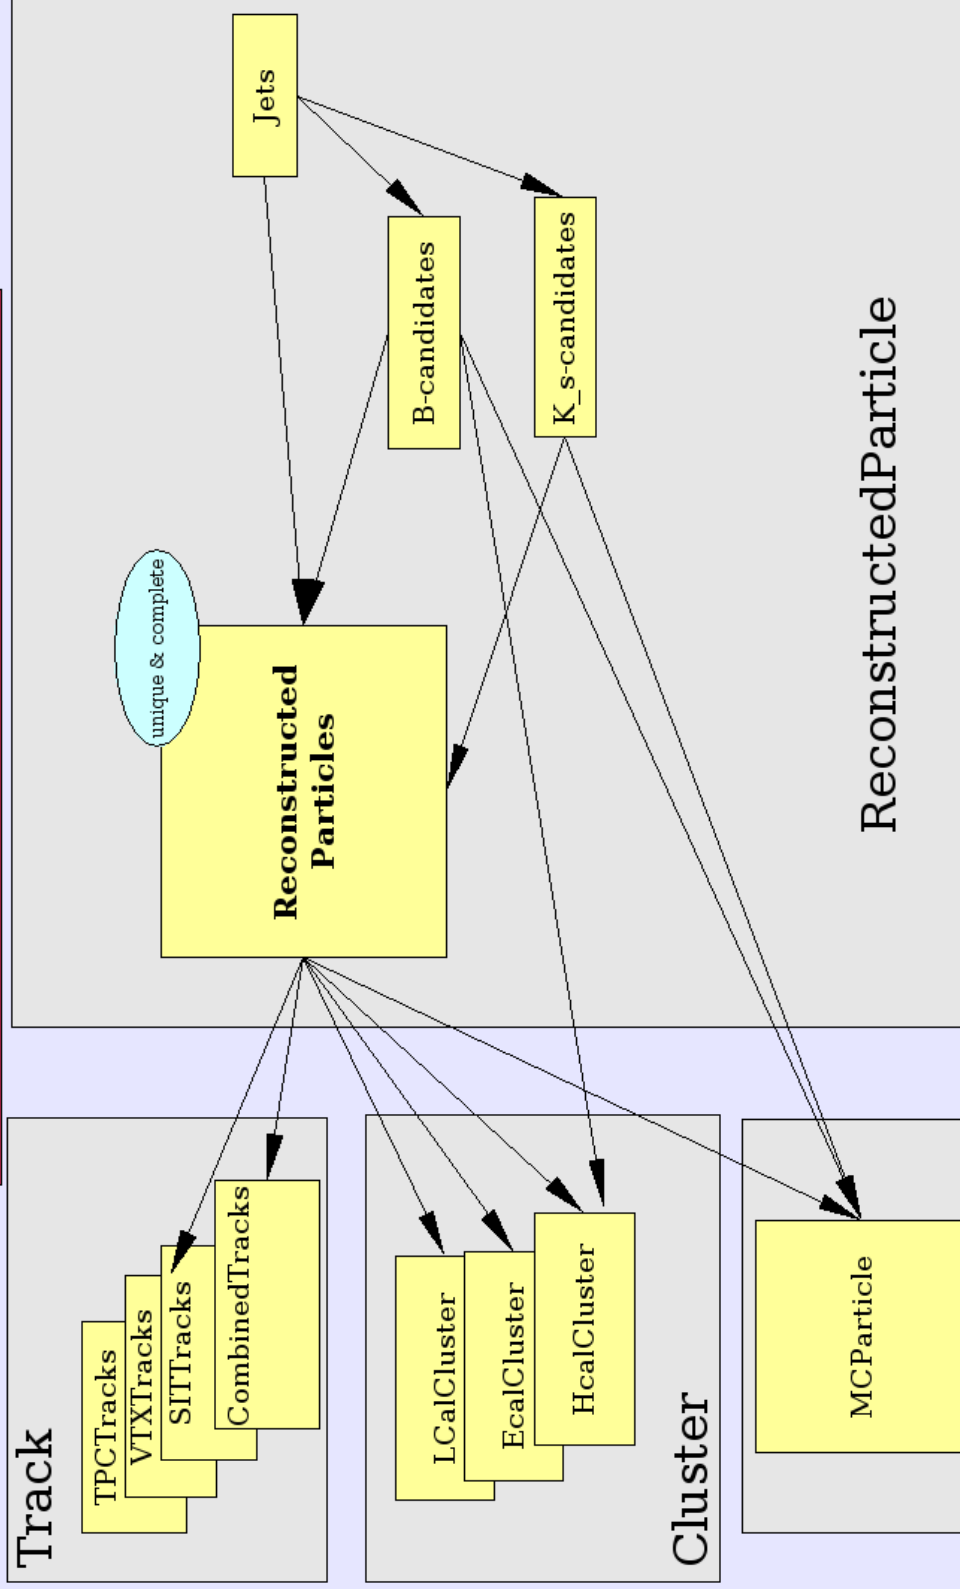 Track
TPCTracks
VTXTracks
SITTracks
CombinedTracks
LCalCluster
EcalCluster
HcalCluster
Cluster
MCParticle
unique & complete
Reconstructed
Particles
Jets
B-candidates
K_s-candidates
ReconstructedParticle